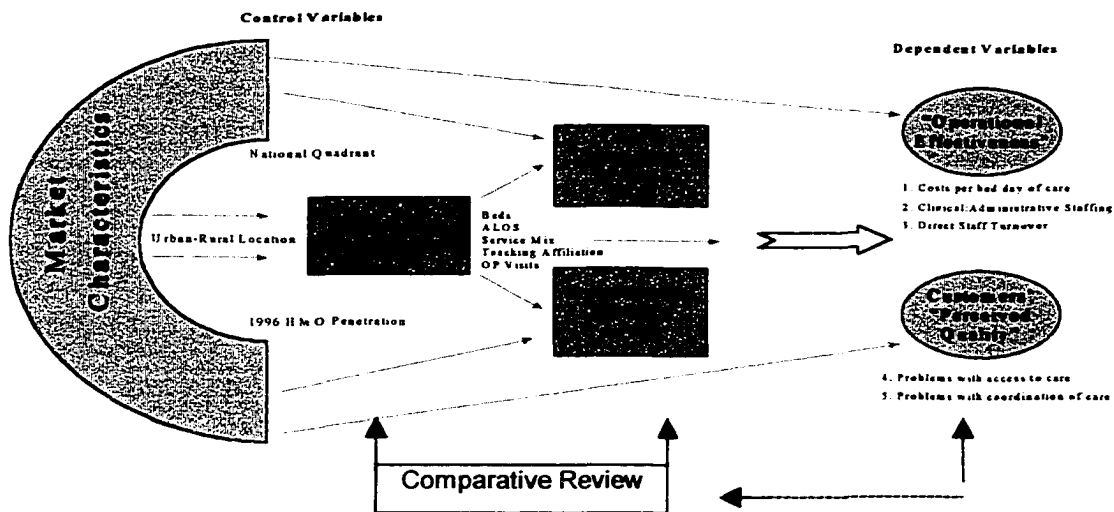 Control Variables
Dependent Variables
Market
Characteristics
"Operational
Effectiveness"
National Quadrant
1. Costs per bed day of care
2. Clinical:Administrative Staffing
3. Direct Staff Turnover
Urban-Rural Location
Beds
ALOS
Service Mix
Teaching Affiliation
OP Visits
1996 HMO Penetration
Customers'
"Perceived
Quality"
4. Problems with access to care
5. Problems with coordination of care
Comparative Review